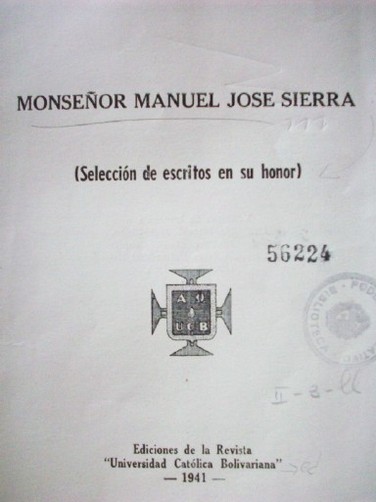 MONSEÑOR MANUEL JOSE SIERRA
(Selección de escritos en su honor)
56224
UCB
II-8-
Ediciones de la Revista
"Universidad Católica Bolivariana"
— 1941 —